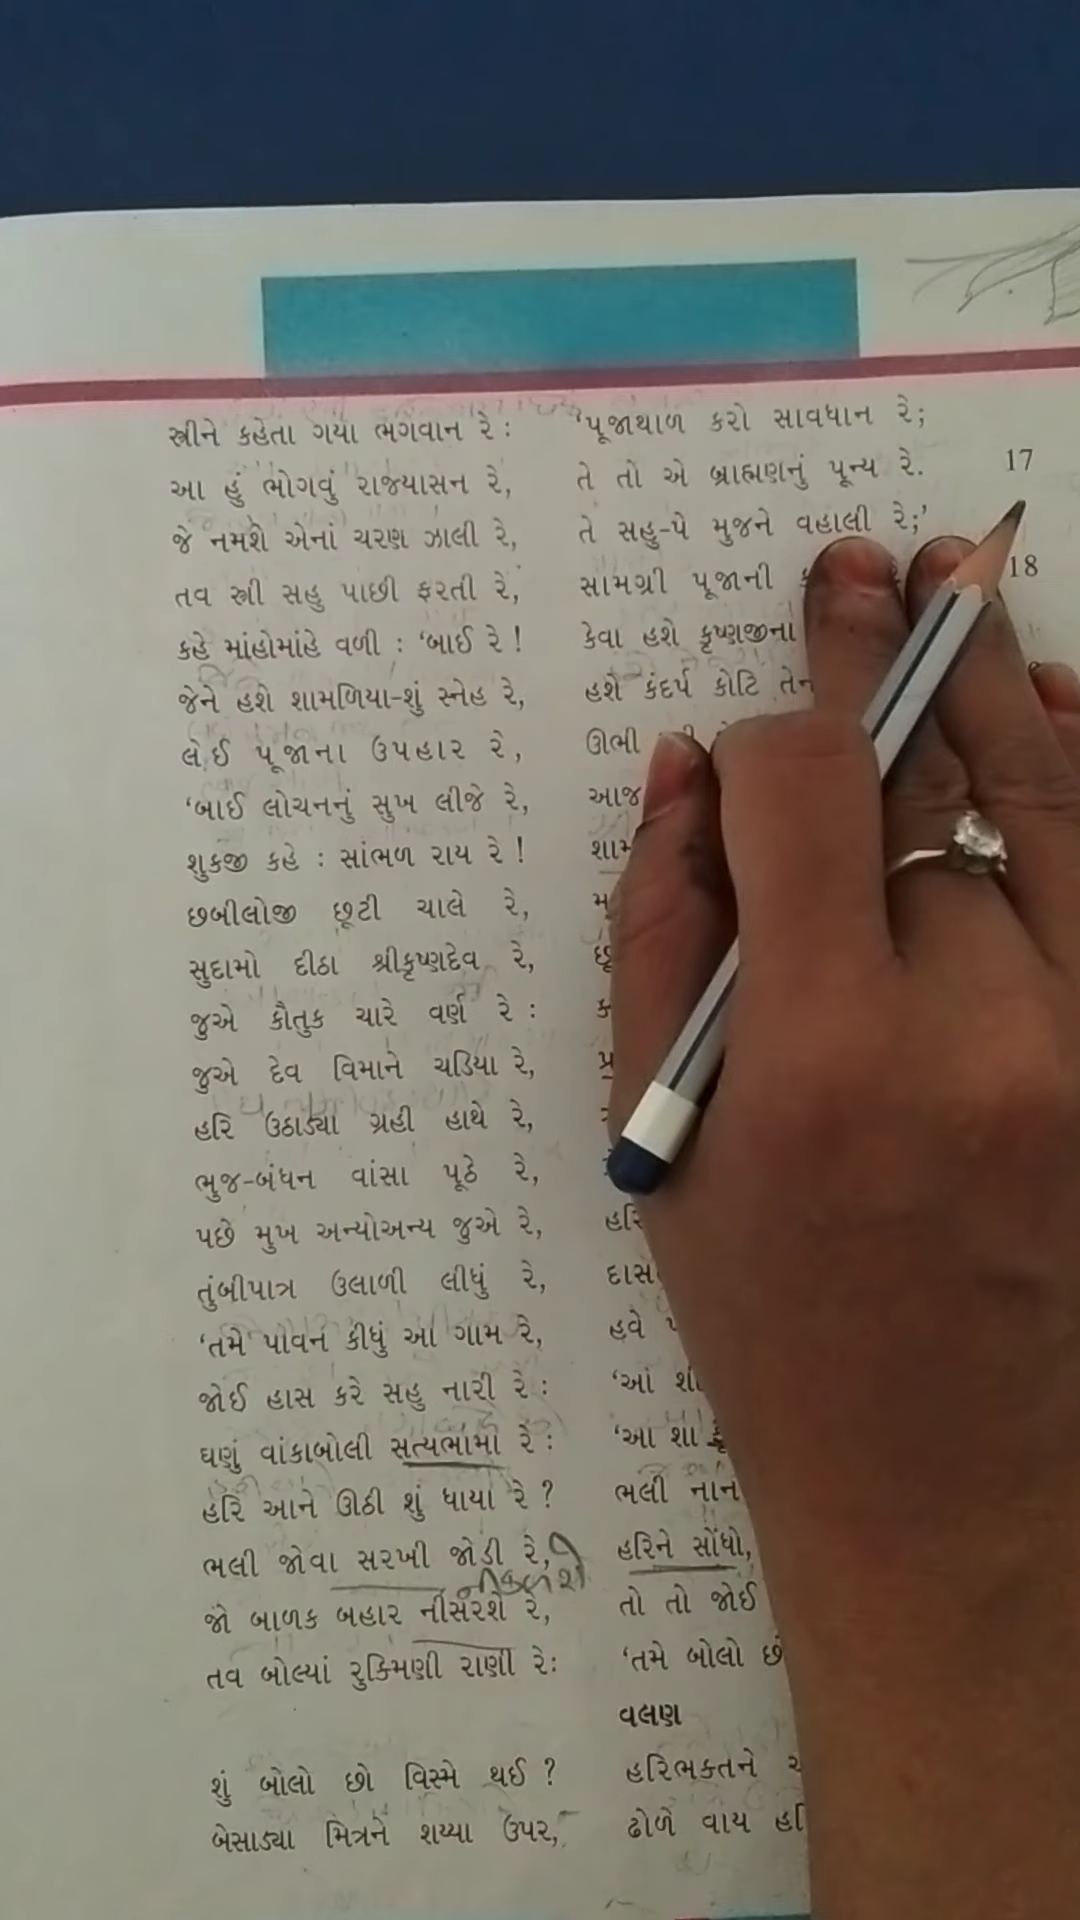 સ્ત્રીને કહેતા ગયા ભગવાન રે : 'પૂજાથાળ કરો સાવધાન રે;
આ હું ભોગવું રાજ્યાસન રે, તે તો એ બ્રાહ્મણનું પૂન્ય રે. 17
જે નમશે એનાં ચરણ ઝાલી રે, તે સહુ-પે મુજને વહાલી રે;'
તવ સ્ત્રી સહુ પાછી ફરતી રે, સામગ્રી પૂજાની 18
કહે માંહોમાંહે વળી : 'બાઈ રે ! કેવા હશે કૃષ્ણજીના
જેને હશે શામળિયા-શું સ્નેહ રે, હશે કંદર્પ કોટિ
લેઈ પૂજાના ઉપહાર રે, ઊભી
'બાઈ લોચનનું સુખ લીજે રે, આજ
શુકજી કહે : સાંભળ રાય રે !
છબીલોજી છૂટી ચાલે રે,
સુદામો દીઠા શ્રીકૃષ્ણદેવ રે,
જુએ કૌતુક ચારે વર્ણ રે :
જુએ દેવ વિમાને ચડિયા રે,
હરિ ઉઠાડ્યા ગ્રહી હાથે રે,
ભુજ-બંધન વાંસા પૂઠે રે,
પછે મુખ અન્યોઅન્ય જુએ રે, હરિ
તુંબીપાત્ર ઉલાળી લીધું રે,
'તમે પાવન કીધું આ ગામ રે, હવે
જોઈ હાસ કરે સહુ નારી રે : 'આં
ઘણું વાંકાબોલી સત્યભામા રે : 'આ શા
હરિ આને ઊઠી શું ધાયા રે ? ભલી
ભલી જોવા સરખી જોડી રે, હરિને સોંધો,
નીકળશે
જો બાળક બહાર નીસરશે રે, તો તો જોઈ
તવ બોલ્યાં રુક્મિણી રાણી રે: 'તમે બોલો
વલણ
શું બોલો છો વિસ્મે થઈ ? હરિભક્તને
બેસાડ્યા મિત્રને શય્યા ઉપર, ઢોળે વાય